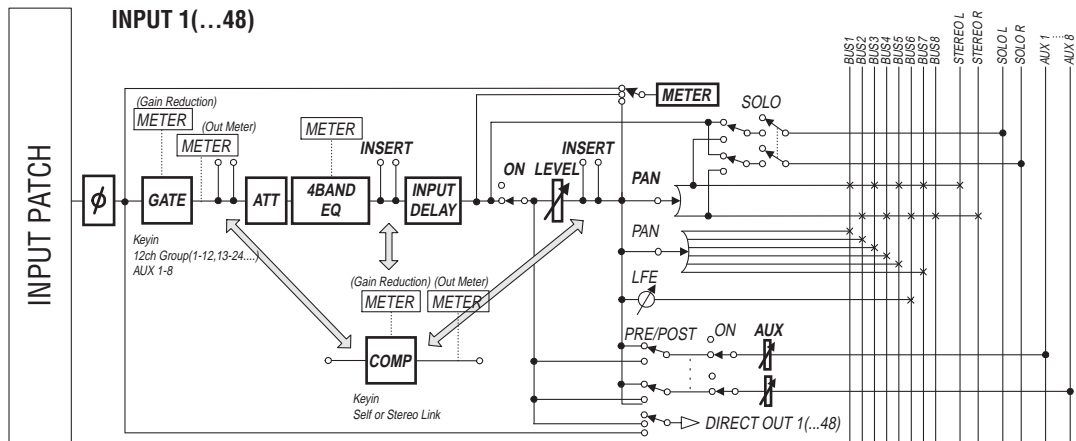 INPUT 1(...48)
INPUT PATCH
BUS1
BUS2
BUS3
BUS4
BUS5
BUS6
BUS7
BUS8
STEREO L
STEREO R
SOLO L
SOLO R
AUX 1
AUX 8
(Gain Reduction)
METER
(Out Meter)
METER
METER
INSERT
METER
SOLO
ON
LEVEL
INSERT
PAN
ϕ
GATE
ATT
4BAND
EQ
INPUT
DELAY
Keyin
12ch Group(1-12,13-24....)
AUX 1-8
PAN
LFE
(Gain Reduction)
(Out Meter)
METER
METER
PRE/POST
ON
AUX
COMP
Keyin
Self or Stereo Link
DIRECT OUT 1(...48)